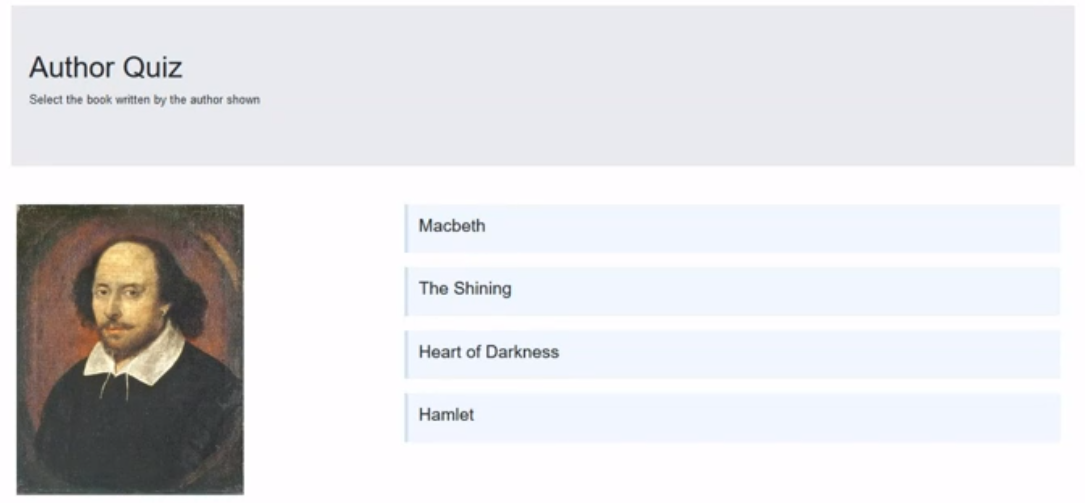 Author Quiz
Select the book written by the author shown
Macbeth
The Shining
Heart of Darkness
Hamlet